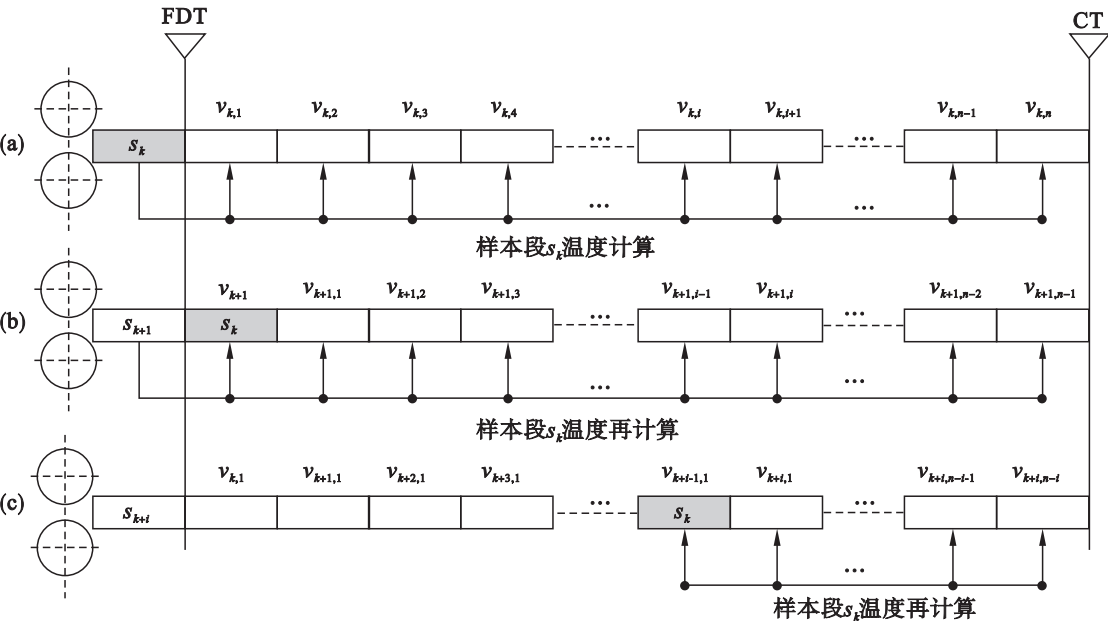 FDT CT
v_{k,1} v_{k,2} v_{k,3} v_{k,4} ... v_{k,i} v_{k,i+1} ... v_{k,n-1} v_{k,n}
(a) s_k
... ...
样本段s_k温度计算
v_{k+1} v_{k+1,1} v_{k+1,2} v_{k+1,3} ... v_{k+1,i-1} v_{k+1,i} ... v_{k+1,n-2} v_{k+1,n-1}
(b) s_{k+1} s_k
... ...
样本段s_k温度再计算
v_{k,1} v_{k+1,1} v_{k+2,1} v_{k+3,1} ... v_{k+i-1,1} v_{k+i,1} ... v_{k+i,n-i-1} v_{k+i,n-i}
(c) s_{k+i} s_k
...
样本段s_k温度再计算